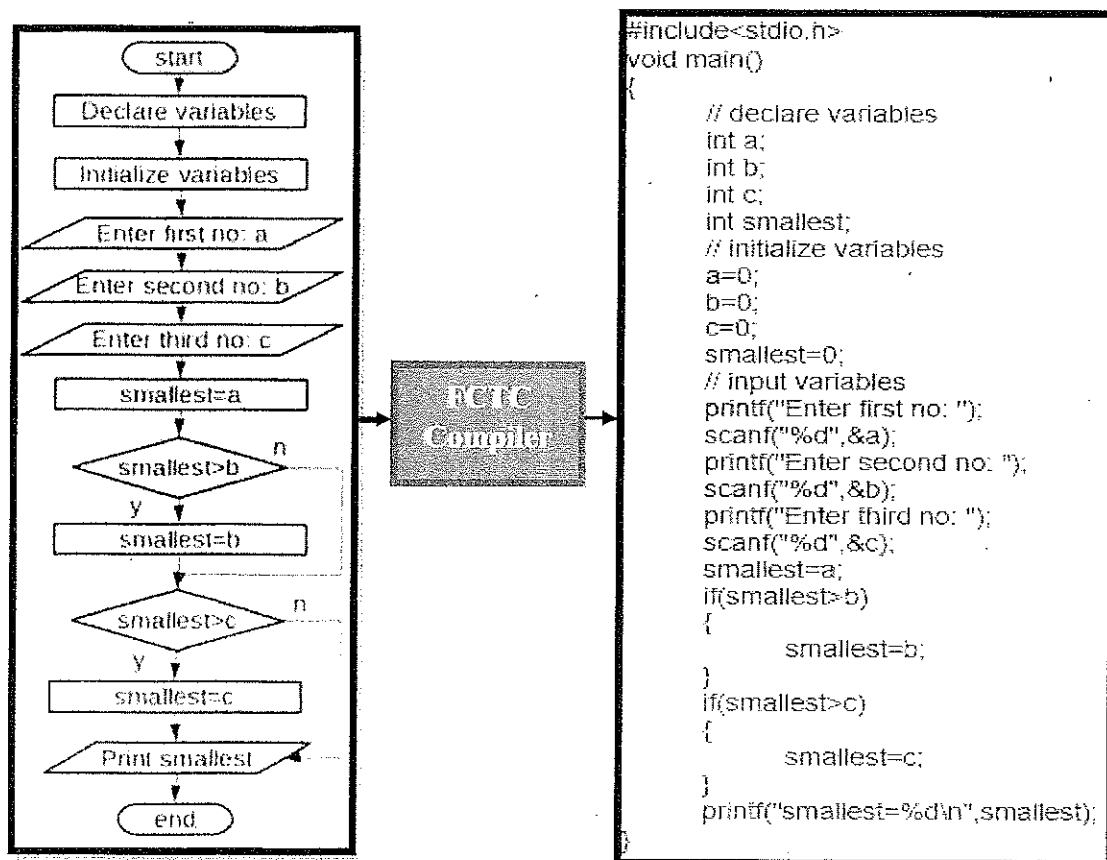 start
Declare variables
Initialize variables
Enter first no: a
Enter second no: b
Enter third no: c
smallest=a
smallest>b
n
y
smallest=b
smallest>c
n
y
smallest=c
Print smallest
end
FCTC
Compiler
#include<stdio.h>
void main()
{
// declare variables
int a;
int b;
int c;
int smallest;
// initialize variables
a=0;
b=0;
c=0;
smallest=0;
// input variables
printf("Enter first no: ");
scanf("%d",&a);
printf("Enter second no: ");
scanf("%d",&b);
printf("Enter third no: ");
scanf("%d",&c);
smallest=a;
if(smallest>b)
{
smallest=b;
}
if(smallest>c)
{
smallest=c;
}
printf("smallest=%d\n",smallest);
}